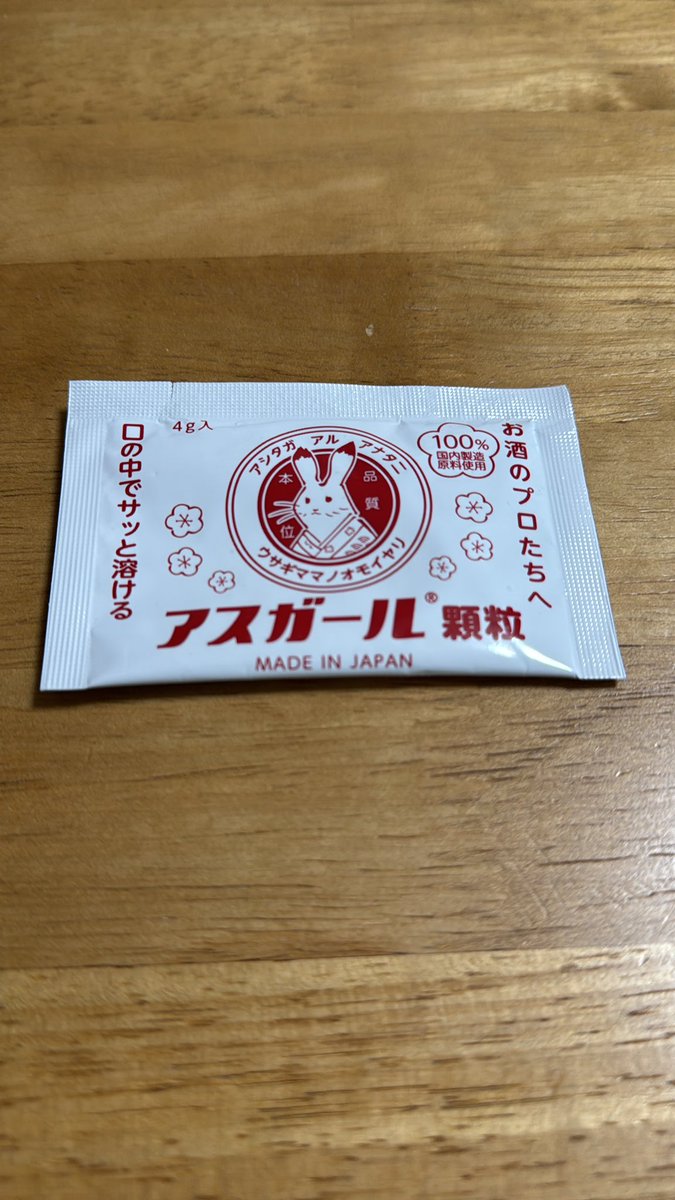 お酒のプロたちへ
100%
国内製造
原料使用
4g入
アシタガ アル アナタニ
品質
本位
ウサギママノオモイヤリ
口の中でサッと溶ける
アスガール® 顆粒
MADE IN JAPAN